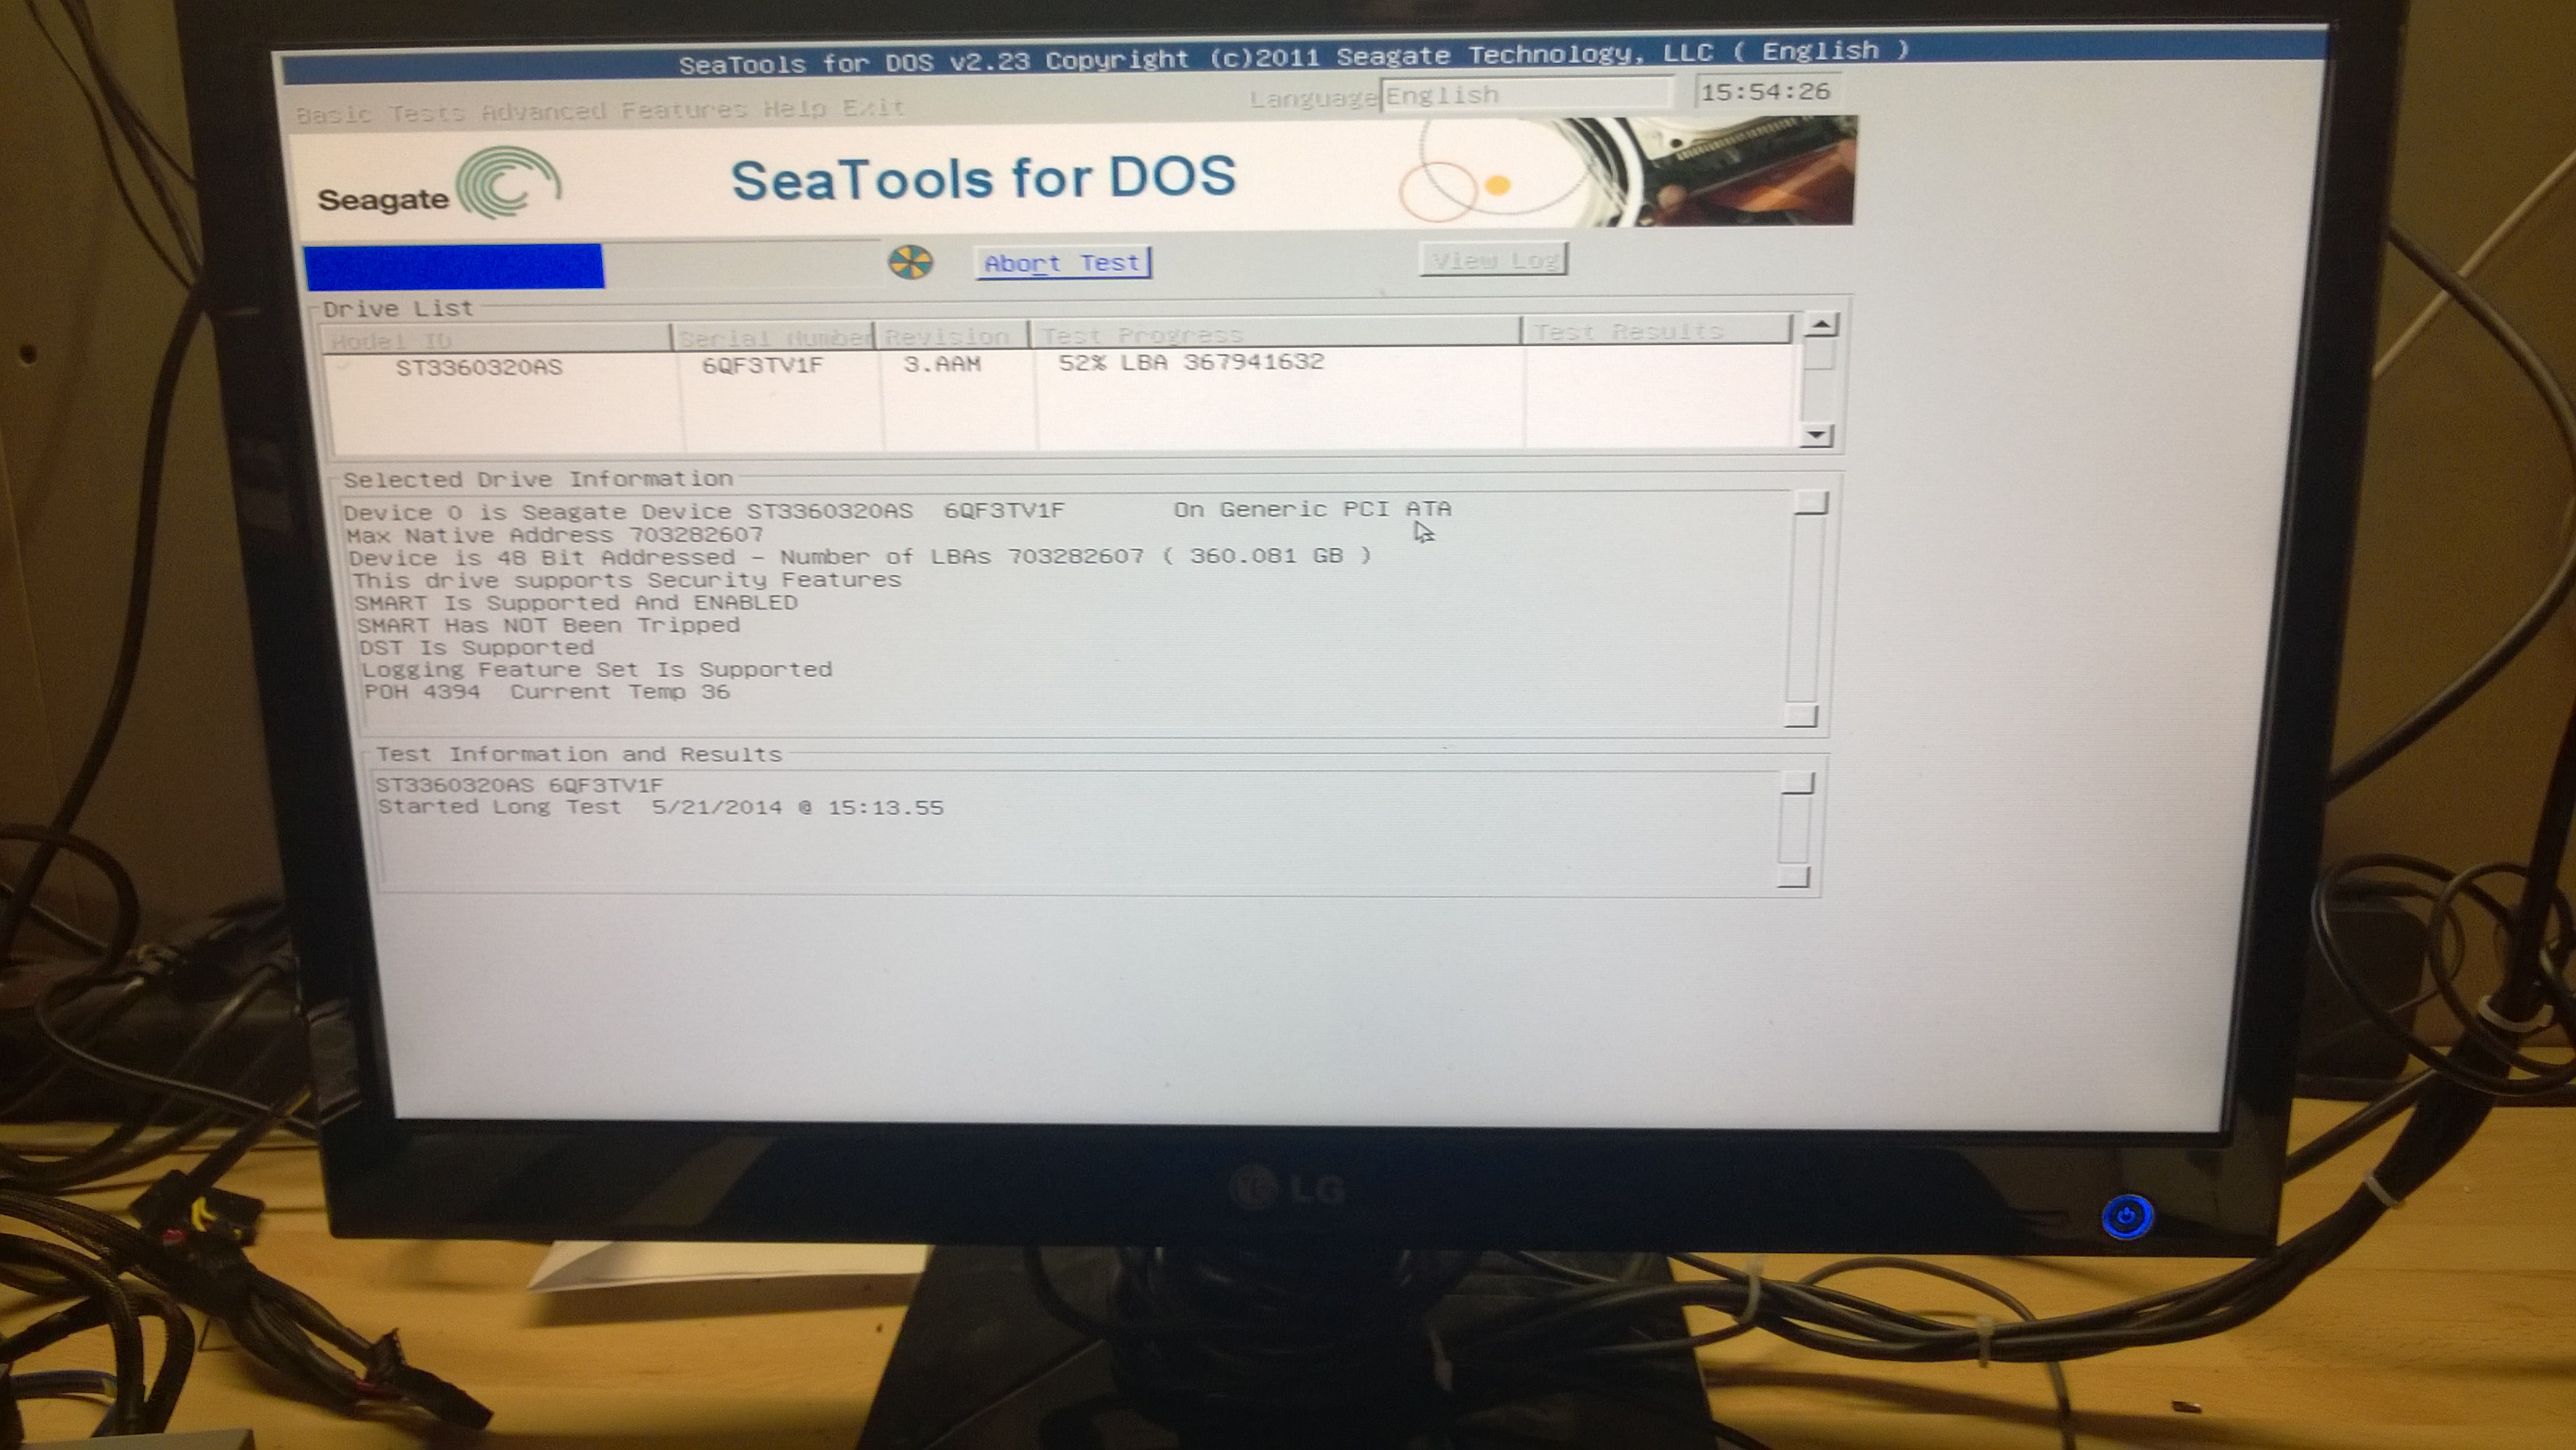 SeaTools for DOS v2.23 Copyright (c)2011 Seagate Technology, LLC ( English )
Basic Tests Advanced Features Help Exit Language English 15:54:26
Seagate SeaTools for DOS
Abort Test View Log
Drive List
Model ID Serial Number Revision Test Progress Test Results
ST3360320AS 6QF3TV1F 3.AAM 52% LBA 367941632
Selected Drive Information
Device 0 is Seagate Device ST3360320AS 6QF3TV1F On Generic PCI ATA
Max Native Address 703282607
Device is 48 Bit Addressed - Number of LBAs 703282607 ( 360.081 GB )
This drive supports Security Features
SMART Is Supported And ENABLED
SMART Has NOT Been Tripped
DST Is Supported
Logging Feature Set Is Supported
POH 4394 Current Temp 36
Test Information and Results
ST3360320AS 6QF3TV1F
Started Long Test 5/21/2014 @ 15:13.55
LG